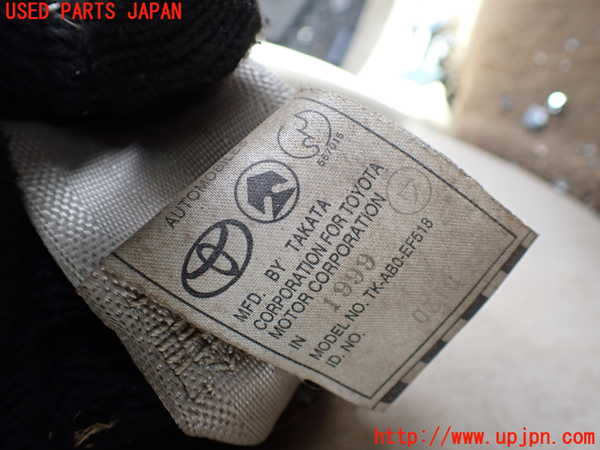 USED PARTS JAPAN
AUTOMOBILE
S
MFD. BY TAKATA
CORPORATION FOR TOYOTA
MOTOR CORPORATION
IN 1999
MODEL NO. TK-AB0-EF518
ID. NO.
http://www.upjpn.com/